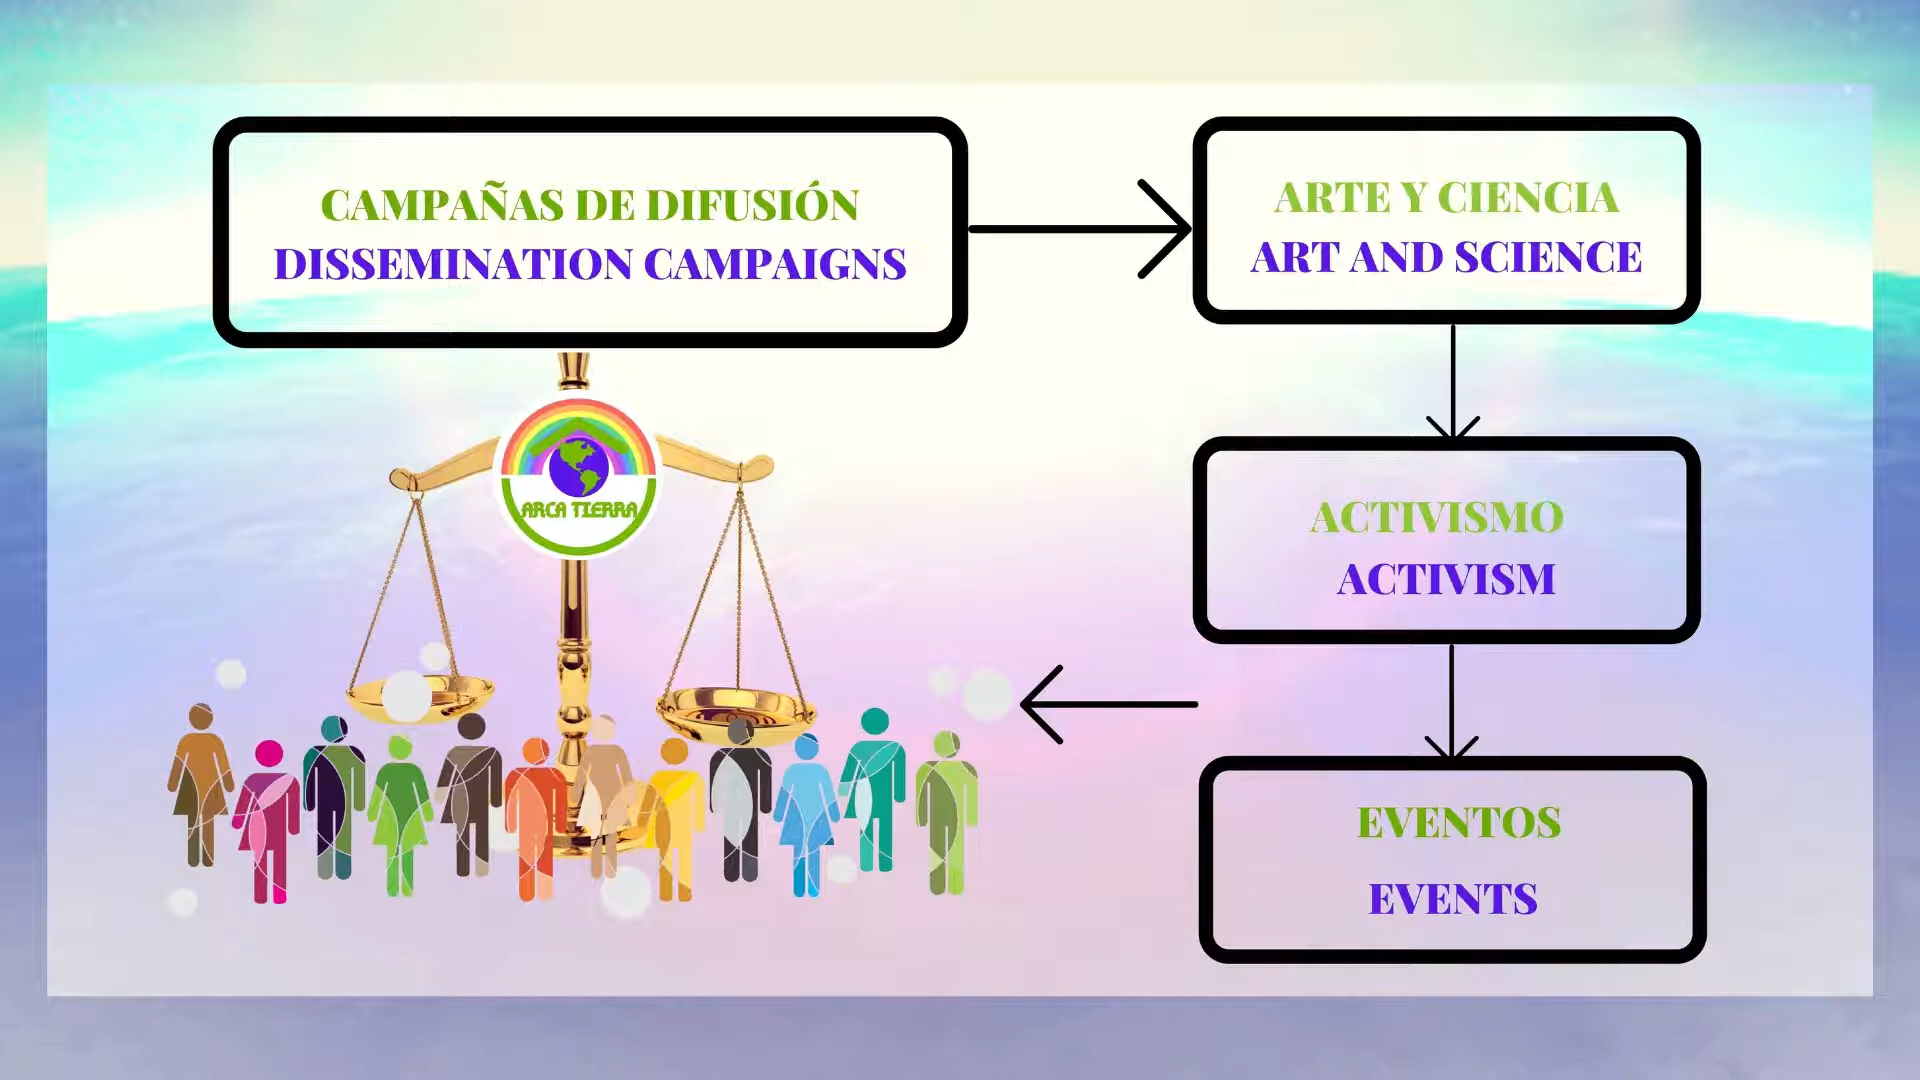 CAMPAÑAS DE DIFUSIÓN
DISSEMINATION CAMPAIGNS
ARTE Y CIENCIA
ART AND SCIENCE
ARCA TIERRA
ACTIVISMO
ACTIVISM
EVENTOS
EVENTS